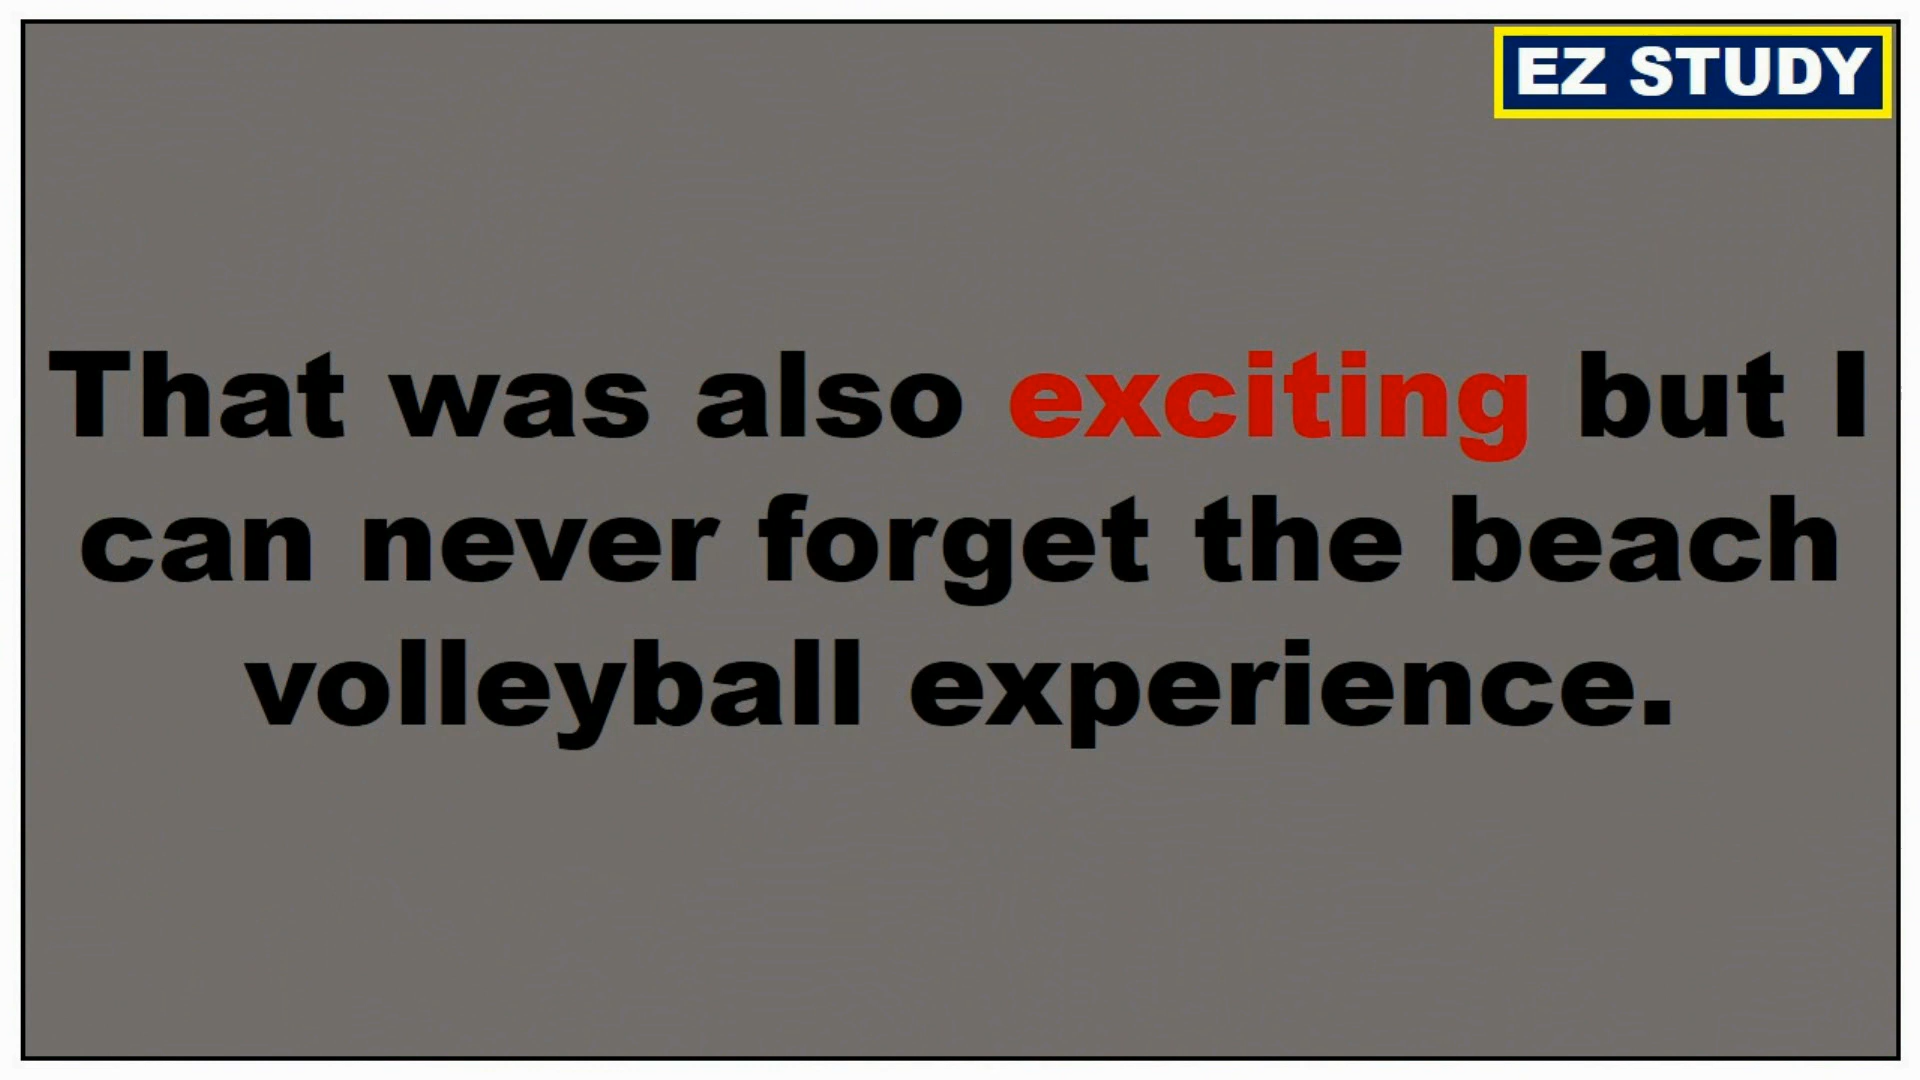 EZ STUDY
That was also exciting but I
can never forget the beach
volleyball experience.